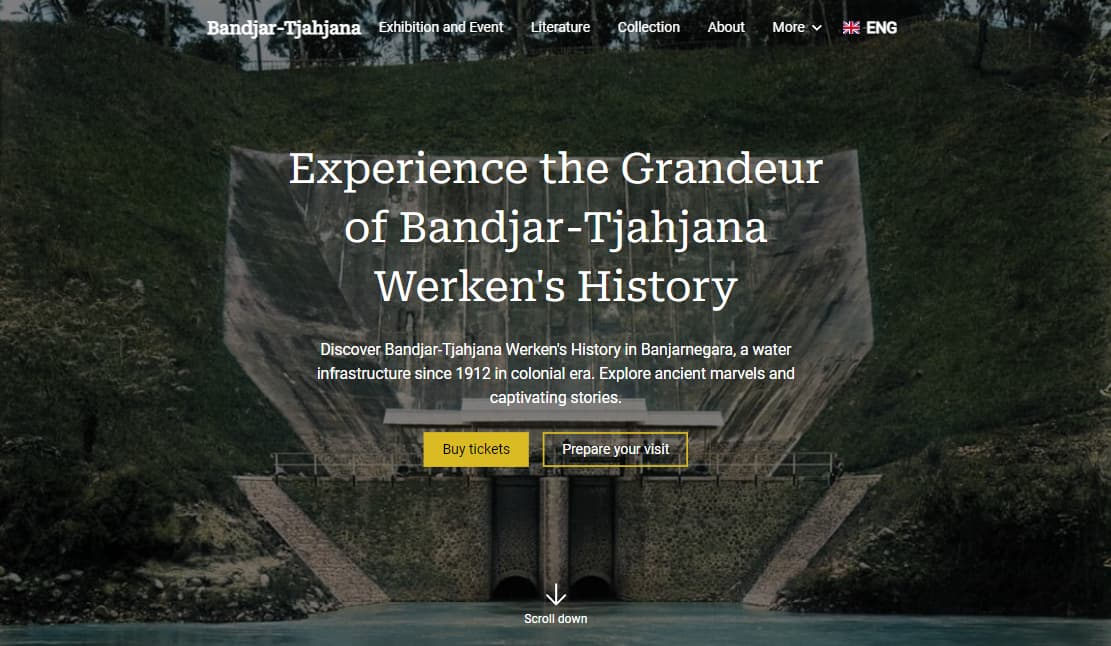 Bandjar-Tjahjana Exhibition and Event Literature Collection About More ENG
Experience the Grandeur
of Bandjar-Tjahjana
Werken's History
Discover Bandjar-Tjahjana Werken's History in Banjarnegara, a water
infrastructure since 1912 in colonial era. Explore ancient marvels and
captivating stories.
Buy tickets Prepare your visit
Scroll down